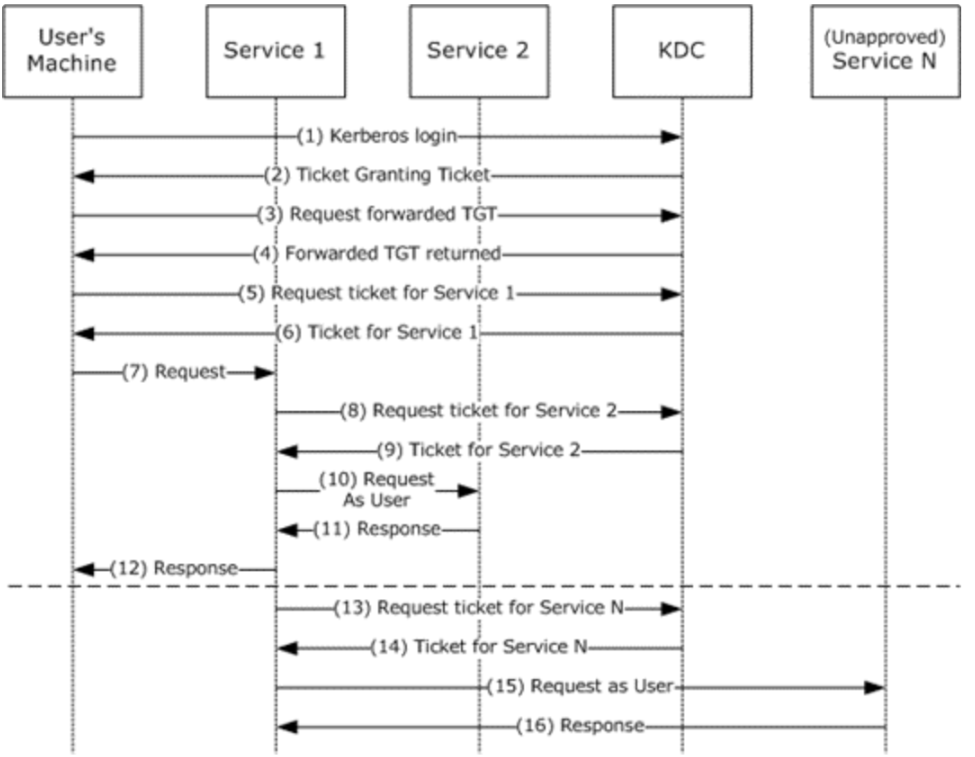 User's
Machine
Service 1
Service 2
KDC
(Unapproved)
Service N
(1) Kerberos login
(2) Ticket Granting Ticket
(3) Request forwarded TGT
(4) Forwarded TGT returned
(5) Request ticket for Service 1
(6) Ticket for Service 1
(7) Request
(8) Request ticket for Service 2
(9) Ticket for Service 2
(10) Request
As User
(11) Response
(12) Response
(13) Request ticket for Service N
(14) Ticket for Service N
(15) Request as User
(16) Response